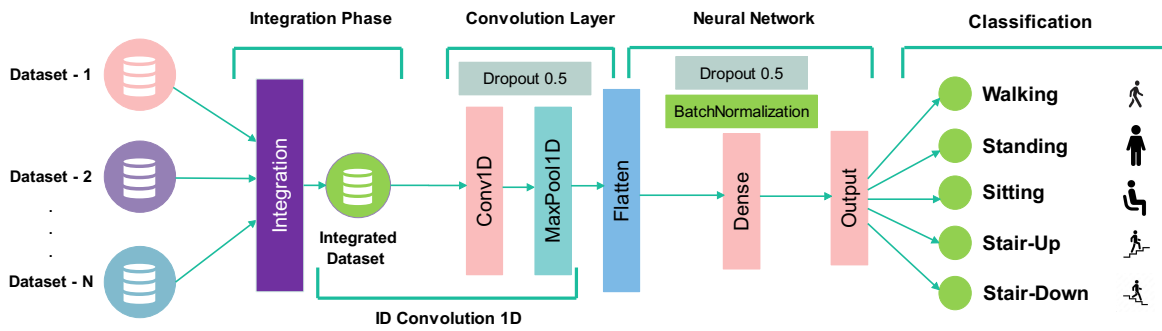 Integration Phase
Convolution Layer
Neural Network
Classification
Dataset - 1
Dataset - 2
.
.
.
Dataset - N
Integration
Integrated
Dataset
Dropout 0.5
Conv1D
MaxPool1D
ID Convolution 1D
Flatten
Dropout 0.5
BatchNormalization
Dense
Output
Walking
Standing
Sitting
Stair-Up
Stair-Down